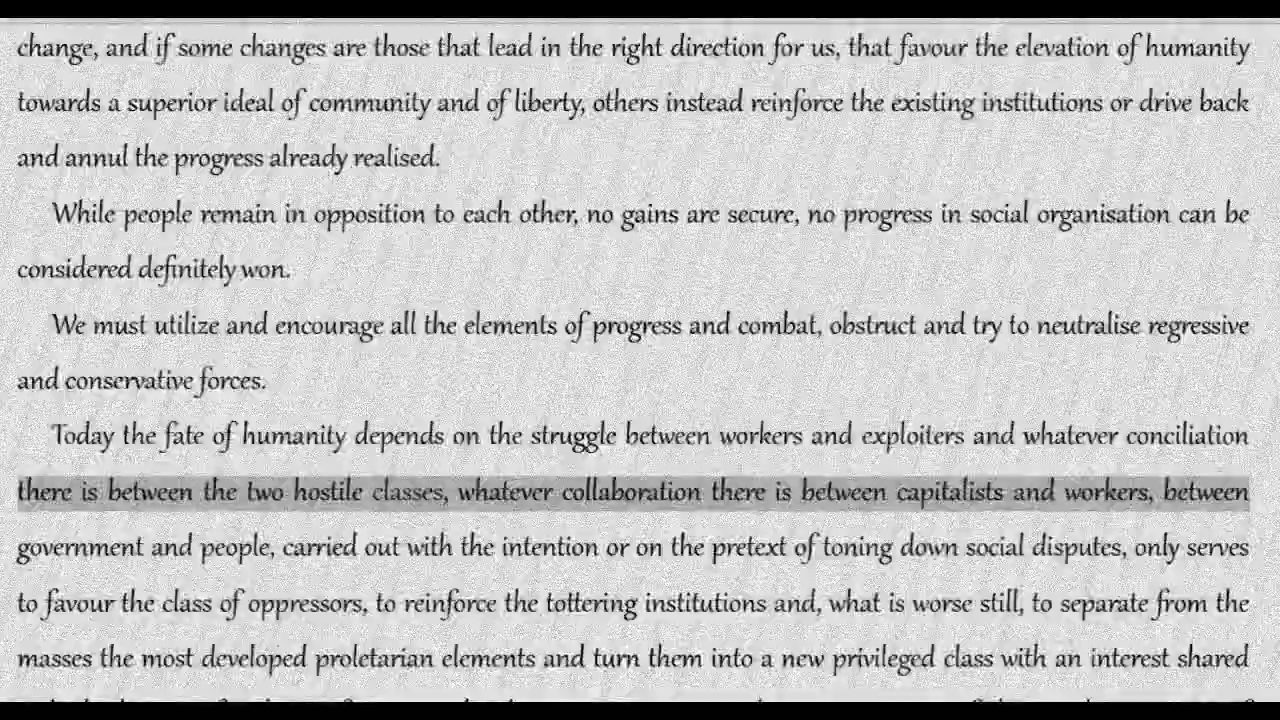 change, and if some changes are those that lead in the right direction for us, that favour the elevation of humanity
towards a superior ideal of community and of liberty, others instead reinforce the existing institutions or drive back
and annul the progress already realised.
While people remain in opposition to each other, no gains are secure, no progress in social organisation can be
considered definitely won.
We must utilize and encourage all the elements of progress and combat, obstruct and try to neutralise regressive
and conservative forces.
Today the fate of humanity depends on the struggle between workers and exploiters and whatever conciliation
there is between the two hostile classes, whatever collaboration there is between capitalists and workers, between
government and people, carried out with the intention or on the pretext of toning down social disputes, only serves
to favour the class of oppressors, to reinforce the tottering institutions and, what is worse still, to separate from the
masses the most developed proletarian elements and turn them into a new privileged class with an interest shared